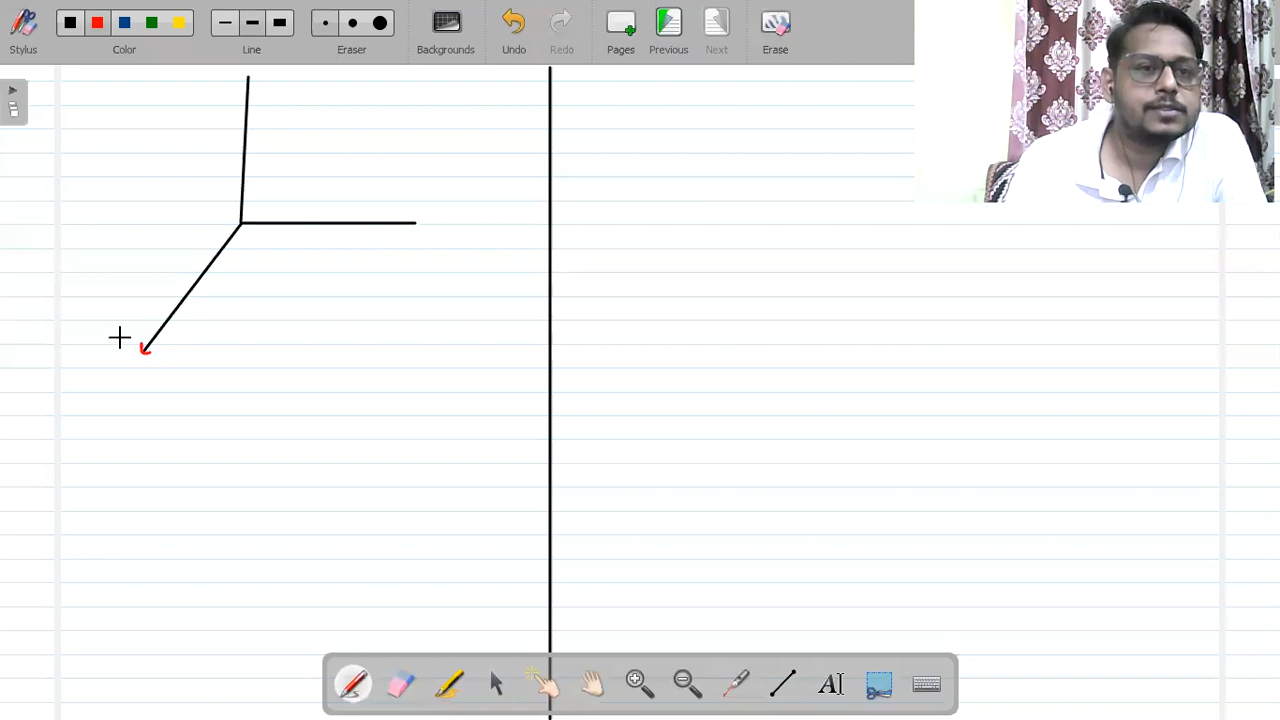 Stylus
Color
Line
Eraser
Backgrounds
Undo
Redo
Pages
Previous
Next
Erase